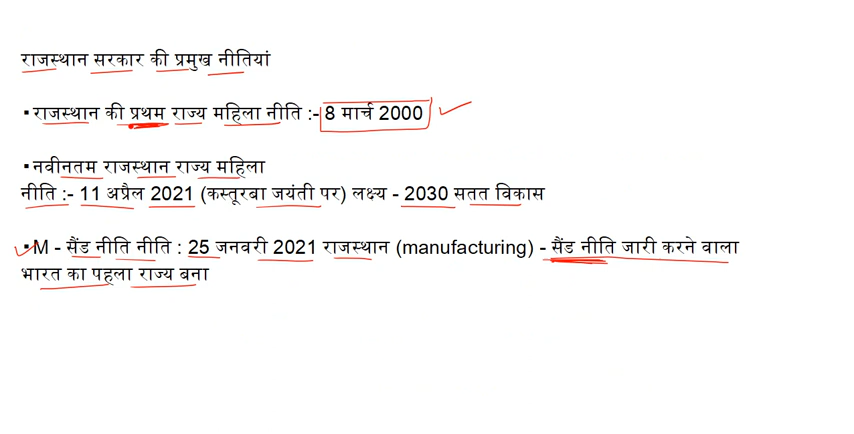 राजस्थान सरकार की प्रमुख नीतियां
▪राजस्थान की प्रथम राज्य महिला नीति :- 8 मार्च 2000
▪नवीनतम राजस्थान राज्य महिला
नीति :- 11 अप्रैल 2021 (कस्तूरबा जयंती पर) लक्ष्य - 2030 सतत विकास
▪M - सैंड नीति नीति : 25 जनवरी 2021 राजस्थान (manufacturing) - सैंड नीति जारी करने वाला
भारत का पहला राज्य बना